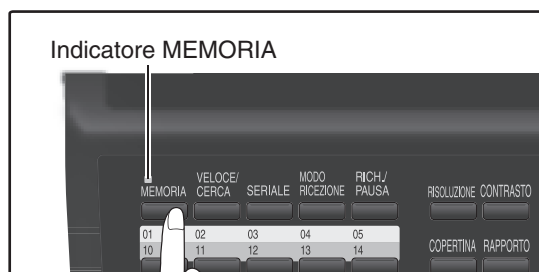 Indicatore MEMORIA
MEMORIA
VELOCE/
CERCA
SERIALE
MODO
RICEZIONE
RICH./
PAUSA
RISOLUZIONE CONTRASTO
01 02 03 04 05
10 11 12 13 14
COPERTINA RAPPORTO